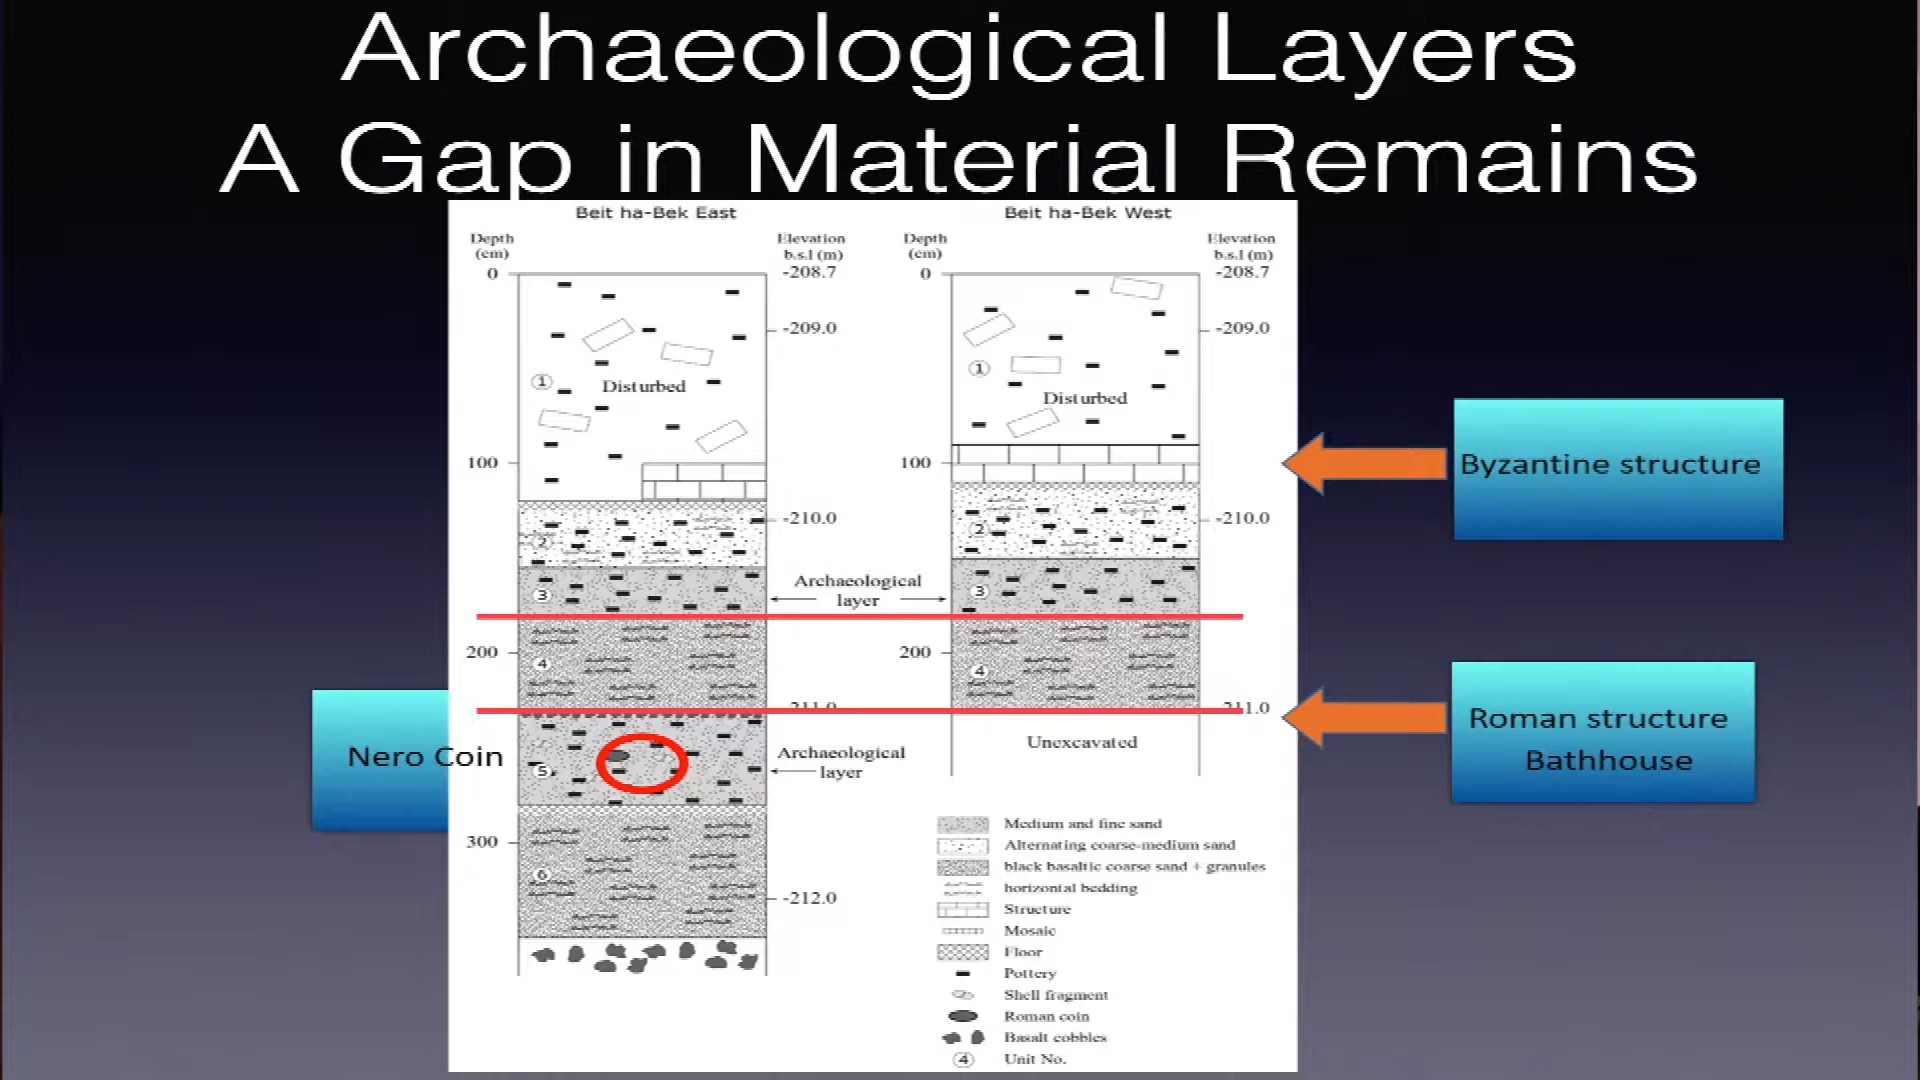 Archaeological Layers
A Gap in Material Remains
Beit ha-Bek East
Beit ha-Bek West
Depth
(cm)
Elevation
b.s.l (m)
Depth
(cm)
Elevation
b.s.l (m)
0
-208.7
0
-208.7
-209.0
-209.0
1
Disturbed
1
Disturbed
100
100
Byzantine structure
-210.0
-210.0
2
2
Archaeological
layer
3
3
200
200
4
4
211.0
211.0
Roman structure
Bathhouse
Nero Coin
Unexcavated
Archaeological
layer
5
300
6
-212.0
Medium and fine sand
Alternating coarse-medium sand
black basaltic coarse sand + granules
horizontal bedding
Structure
Mosaic
Floor
Pottery
Shell fragment
Roman coin
Basalt cobbles
4 Unit No.